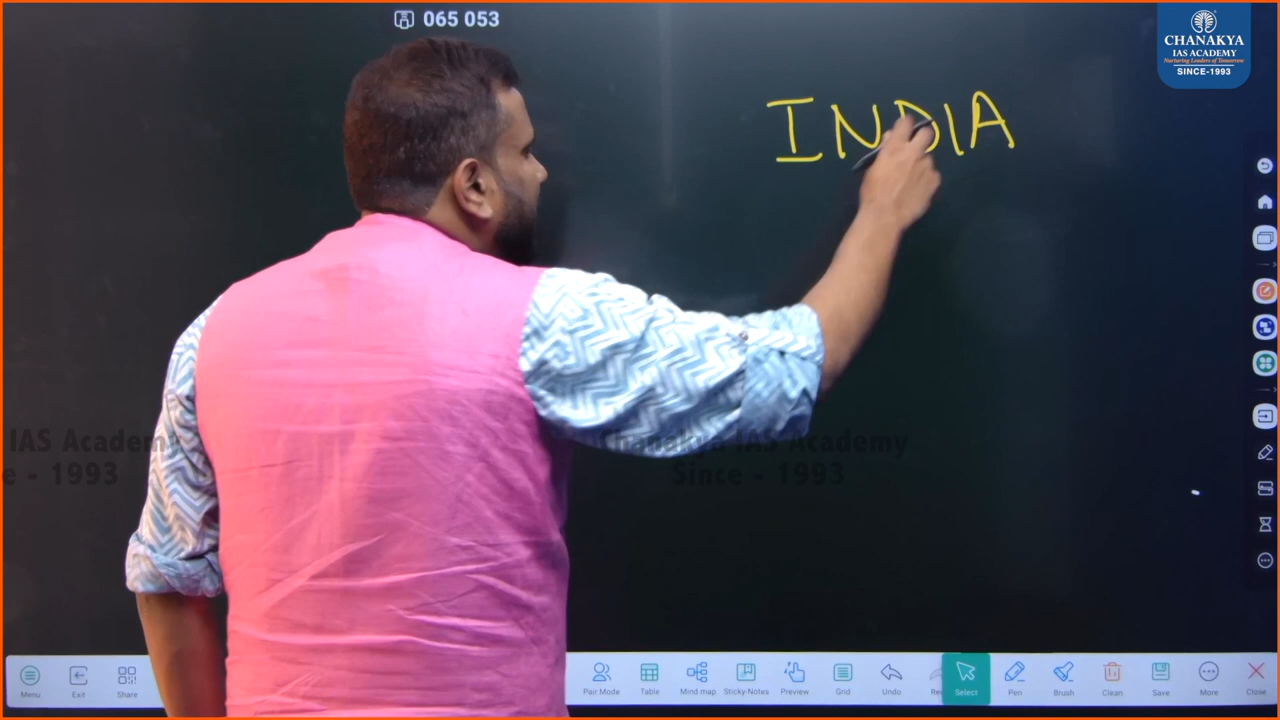 065 053
CHANAKYA
IAS ACADEMY
Nurturing Leaders of Tomorrow
SINCE-1993
INDIA
IAS Academy
e - 1993
Chanakya IAS Academy
Since - 1993
Menu Exit Share Pair Mode Table Mind map Sticky-Notes Preview Grid Undo Select Pen Brush Clean Save More Close